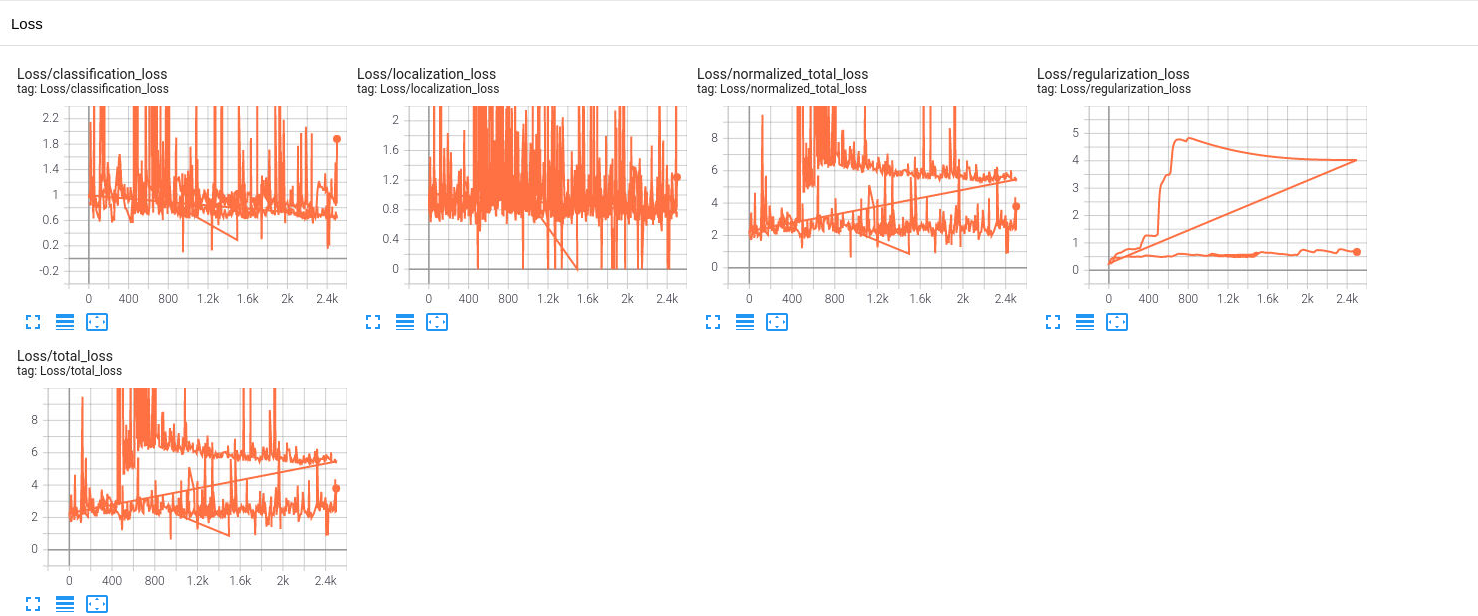 Loss
Loss/classification_loss
tag: Loss/classification_loss
2.2
1.8
1.4
1
0.6
0.2
-0.2
0 400 800 1.2k 1.6k 2k 2.4k
Loss/localization_loss
tag: Loss/localization_loss
2
1.6
1.2
0.8
0.4
0
0 400 800 1.2k 1.6k 2k 2.4k
Loss/normalized_total_loss
tag: Loss/normalized_total_loss
8
6
4
2
0
0 400 800 1.2k 1.6k 2k 2.4k
Loss/regularization_loss
tag: Loss/regularization_loss
5
4
3
2
1
0
0 400 800 1.2k 1.6k 2k 2.4k
Loss/total_loss
tag: Loss/total_loss
8
6
4
2
0
0 400 800 1.2k 1.6k 2k 2.4k